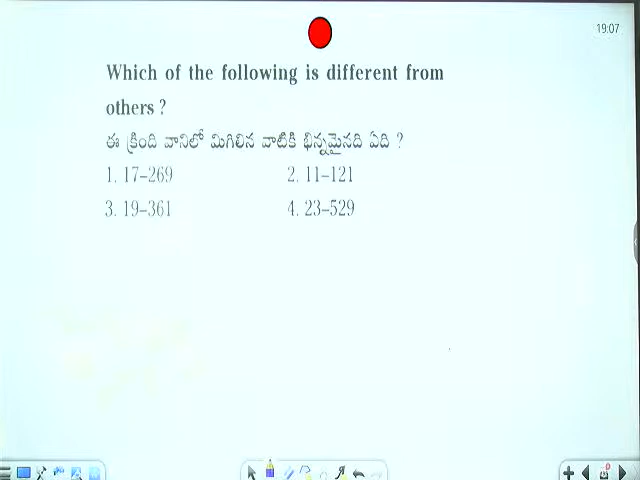 19:07
Which of the following is different from
others ?
ఈ క్రింది వానిలో మిగిలిన వాటికి భిన్నమైనది ఏది ?
1. 17–269 2. 11–121
3. 19–361 4. 23–529